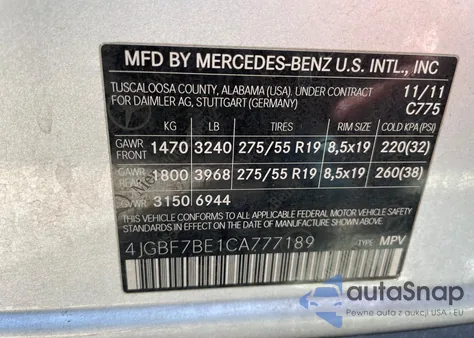 MFD BY MERCEDES-BENZ U.S. INTL., INC
TUSCALOOSA COUNTY, ALABAMA (USA). UNDER CONTRACT 11/11
FOR DAIMLER AG, STUTTGART (GERMANY) C775
KG LB TIRES RIM SIZE COLD KPA (PSI)
GAWR FRONT 1470 3240 275/55 R19 8,5x19 220(32)
GAWR REAR 1800 3968 275/55 R19 8,5x19 260(38)
GVWR 3150 6944
THIS VEHICLE CONFORMS TO ALL APPLICABLE FEDERAL MOTOR VEHICLE
SAFETY STANDARDS IN EFFECT ON THE DATE OF MANUFACTURE SHOWN ABOVE.
4JGBF7BE1CA777189 TYPE MPV
autoSnap
Pewne auto z aukcji USA - EU